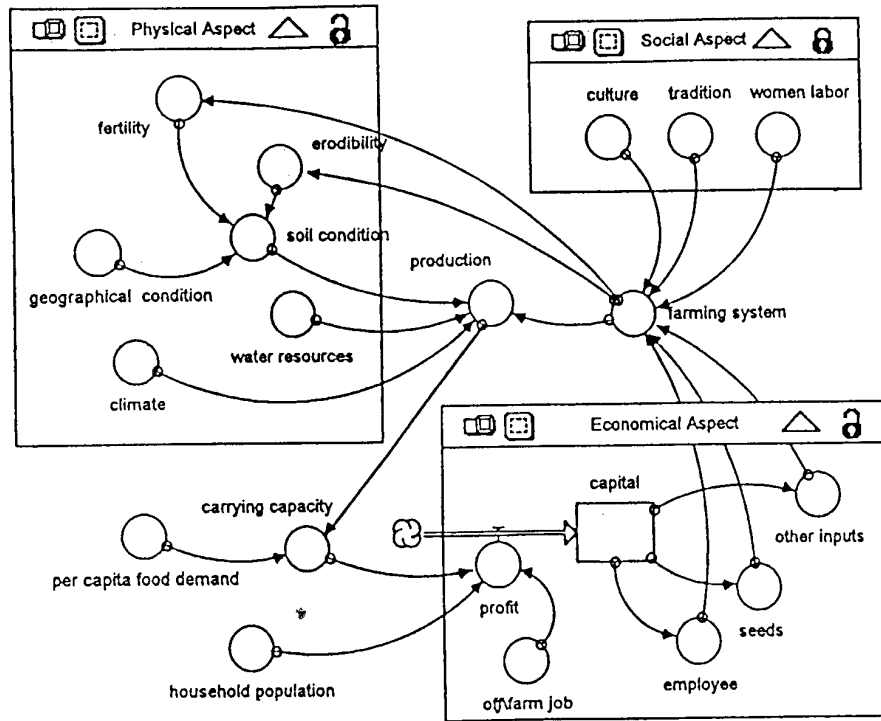 Physical Aspect
Social Aspect
culture
tradition
women labor
fertility
erodibility
soil condition
production
geographical condition
farming system
water resources
climate
Economical Aspect
capital
carrying capacity
other inputs
per capita food demand
profit
seeds
household population
off\farm job
employee